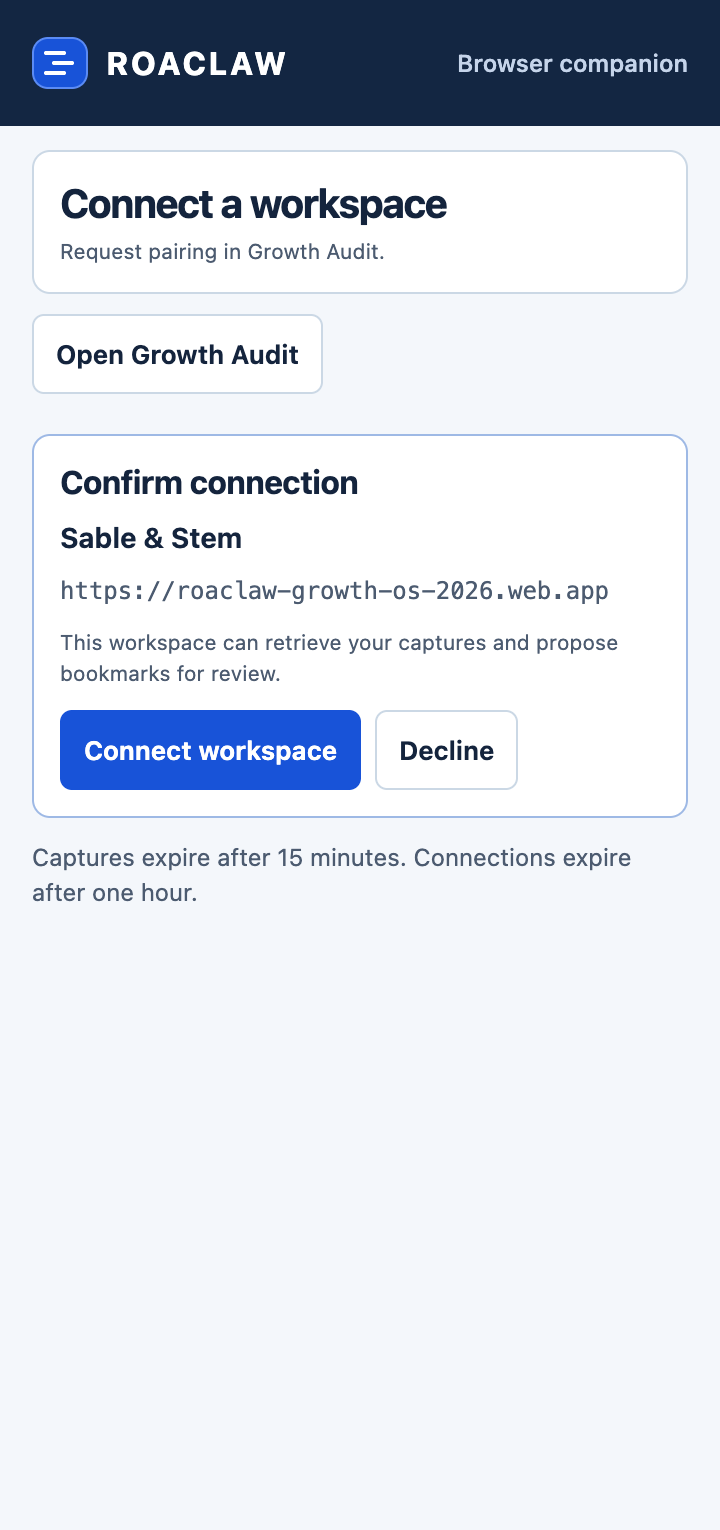 ROACLAW
Browser companion
Connect a workspace
Request pairing in Growth Audit.
Open Growth Audit
Confirm connection
Sable & Stem
https://roaclaw-growth-os-2026.web.app
This workspace can retrieve your captures and propose
bookmarks for review.
Connect workspace
Decline
Captures expire after 15 minutes. Connections expire
after one hour.